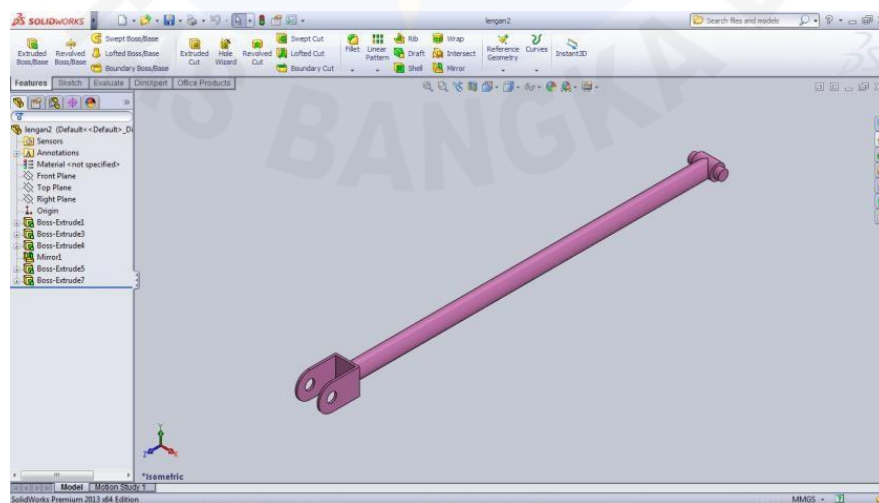 SOLIDWORKS
lengan2
Search files and models
Extruded Boss/Base
Revolved Boss/Base
Swept Boss/Base
Lofted Boss/Base
Boundary Boss/Base
Extruded Cut
Hole Wizard
Revolved Cut
Swept Cut
Lofted Cut
Boundary Cut
Fillet
Linear Pattern
Rib
Draft
Shell
Wrap
Intersect
Mirror
Reference Geometry
Curves
Instant3D
Features
Sketch
Evaluate
DimXpert
Office Products
lengan2 (Default<<Default>_Di
Sensors
Annotations
Material <not specified>
Front Plane
Top Plane
Right Plane
Origin
Boss-Extrude1
Boss-Extrude3
Boss-Extrude4
Mirror1
Boss-Extrude5
Boss-Extrude7
S BANGKA
Y
Z
X
*Isometric
Model
Motion Study 1
SolidWorks Premium 2013 x64 Edition
MMGS